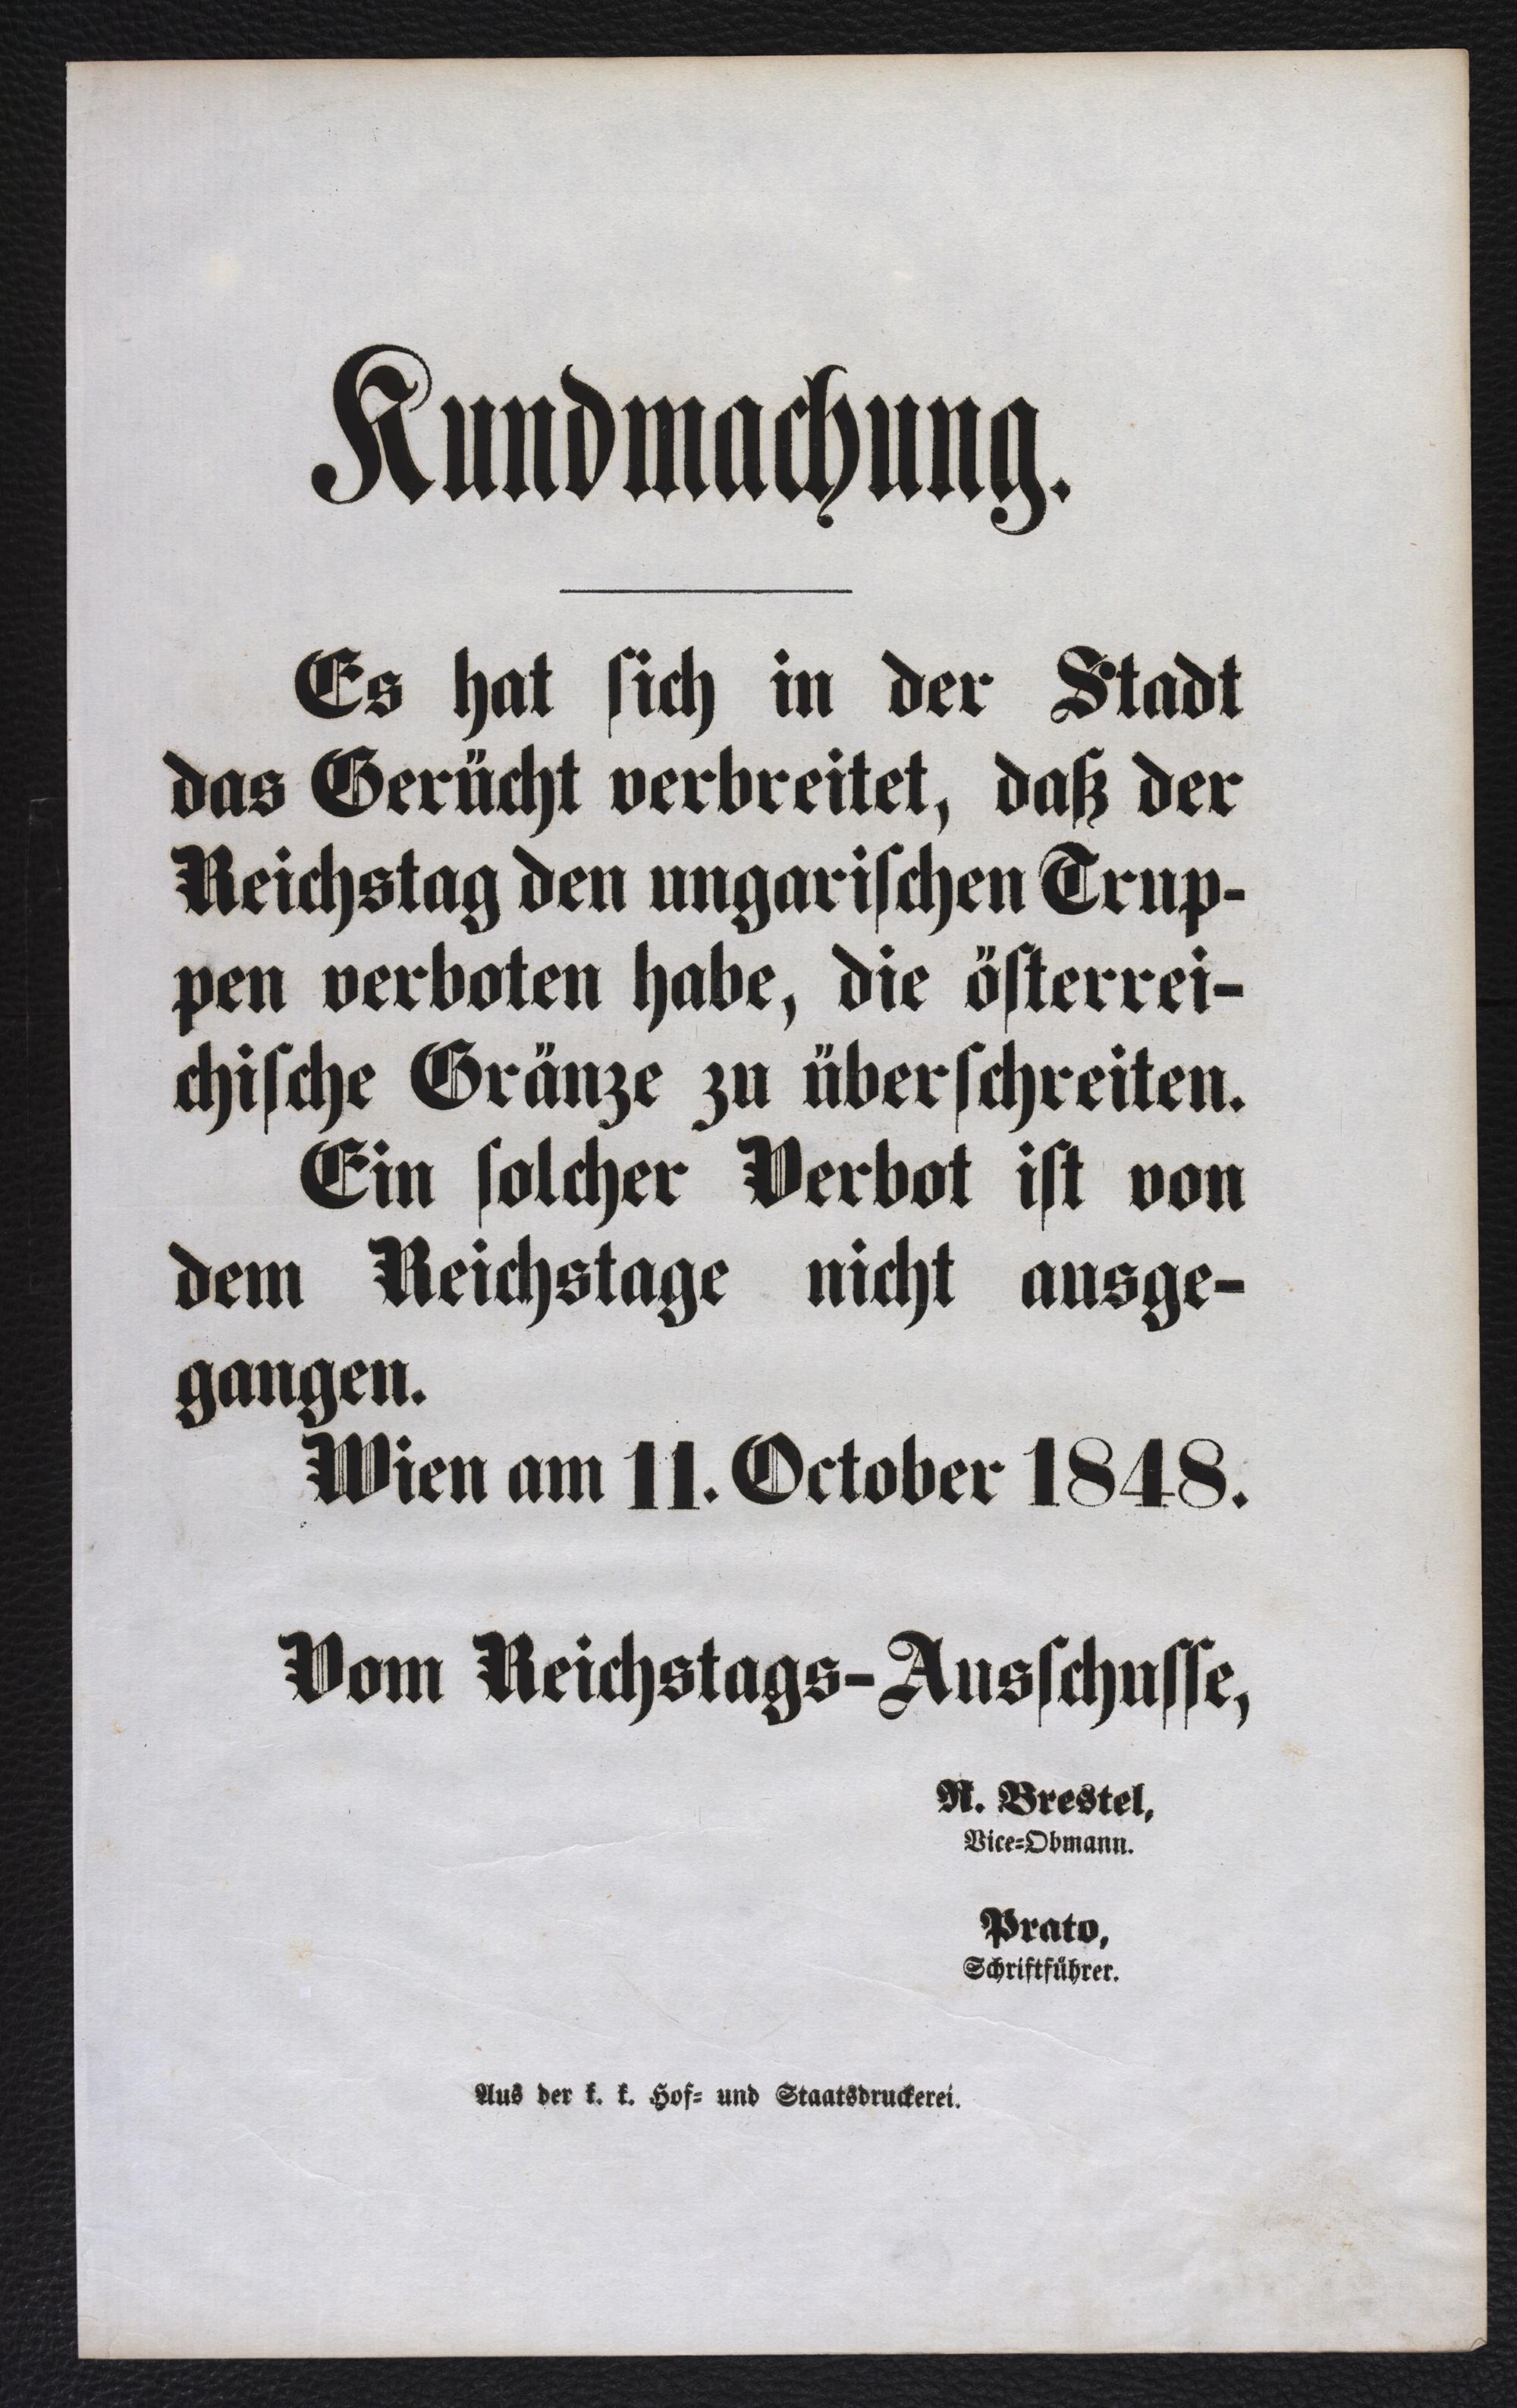 Kundmachung.
Es hat sich in der Stadt
das Gerücht verbreitet, daß der
Reichstag den ungarischen Trup-
pen verboten habe, die österrei-
chische Gränze zu überschreiten.
Ein solcher Verbot ist von
dem Reichstage nicht ausge-
gangen.
Wien am 11. October 1848.
Vom Reichstags-Ausschusse,
R. Brestel,
Vice-Obmann.
Prato,
Schriftführer.
Aus der k. k. Hof- und Staatsdruckerei.